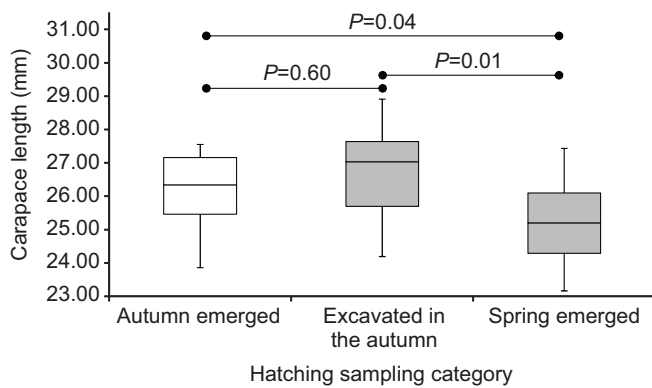 P=0.04
P=0.60
P=0.01
Carapace length (mm)
31.00
30.00
29.00
28.00
27.00
26.00
25.00
24.00
23.00
Autumn emerged
Excavated in
the autumn
Spring emerged
Hatching sampling category